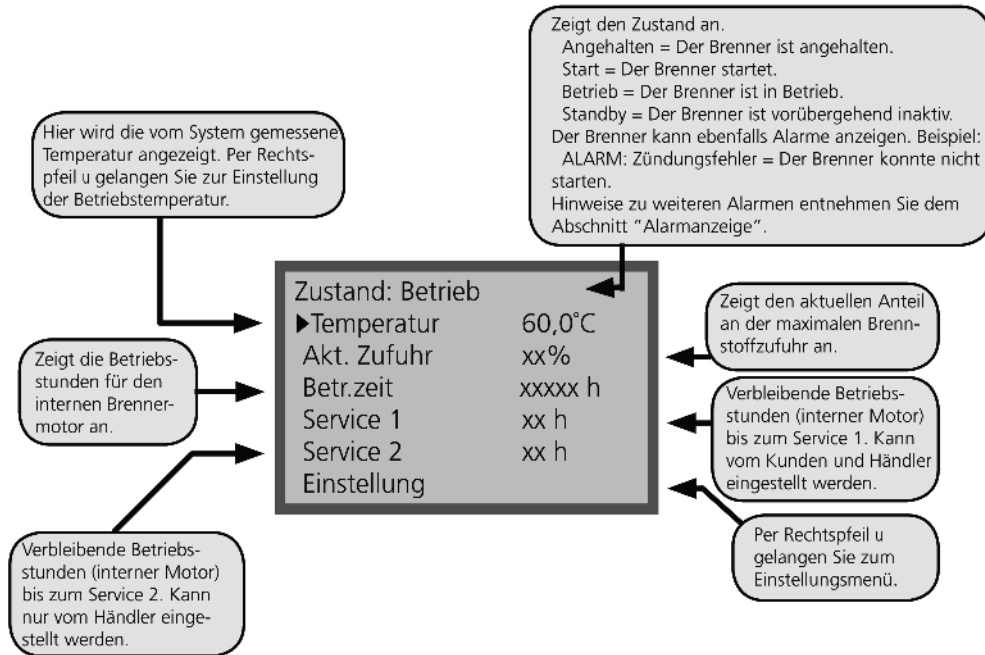 Zeigt den Zustand an.
Angehalten = Der Brenner ist angehalten.
Start = Der Brenner startet.
Betrieb = Der Brenner ist in Betrieb.
Standby = Der Brenner ist vorübergehend inaktiv.
Der Brenner kann ebenfalls Alarme anzeigen. Beispiel:
ALARM: Zündungsfehler = Der Brenner konnte nicht
starten.
Hinweise zu weiteren Alarmen entnehmen Sie dem
Abschnitt "Alarmanzeige".
Hier wird die vom System gemessene
Temperatur angezeigt. Per Rechts-
pfeil u gelangen Sie zur Einstellung
der Betriebstemperatur.
Zustand: Betrieb
▶Temperatur 60,0°C
Akt. Zufuhr xx%
Betr.zeit xxxxx h
Service 1 xx h
Service 2 xx h
Einstellung
Zeigt die Betriebs-
stunden für den
internen Brenner-
motor an.
Verbleibende Betriebs-
stunden (interner Motor)
bis zum Service 2. Kann
nur vom Händler einge-
stellt werden.
Zeigt den aktuellen Anteil
an der maximalen Brenn-
stoffzufuhr an.
Verbleibende Betriebs-
stunden (interner Motor)
bis zum Service 1. Kann
vom Kunden und Händler
eingestellt werden.
Per Rechtspfeil u
gelangen Sie zum
Einstellungsmenü.